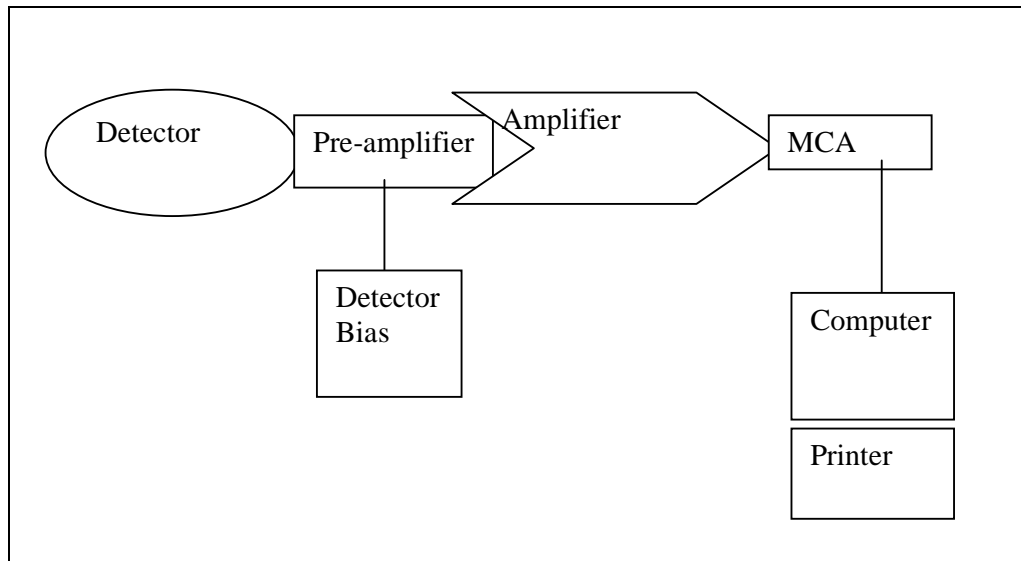 Detector
Pre-amplifier
Amplifier
MCA
Detector
Bias
Computer
Printer